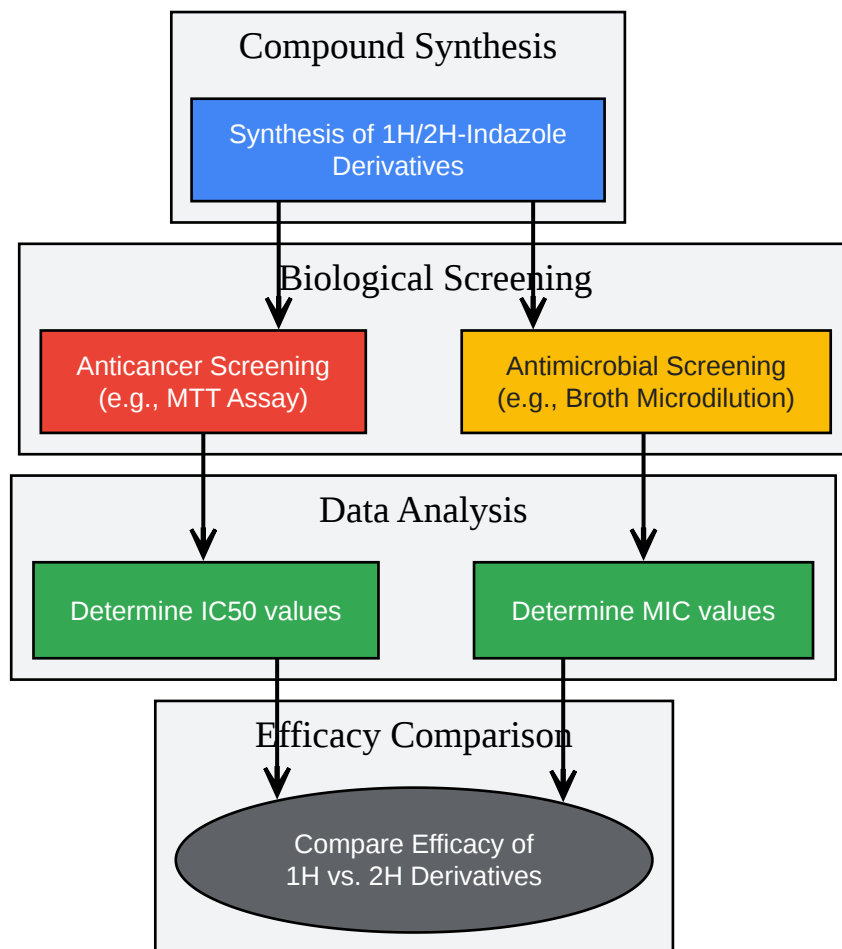 Compound Synthesis
Synthesis of 1H/2H-Indazole
Derivatives
Biological Screening
Anticancer Screening
(e.g., MTT Assay)
Antimicrobial Screening
(e.g., Broth Microdilution)
Data Analysis
Determine IC50 values
Determine MIC values
Efficacy Comparison
Compare Efficacy of
1H vs. 2H Derivatives